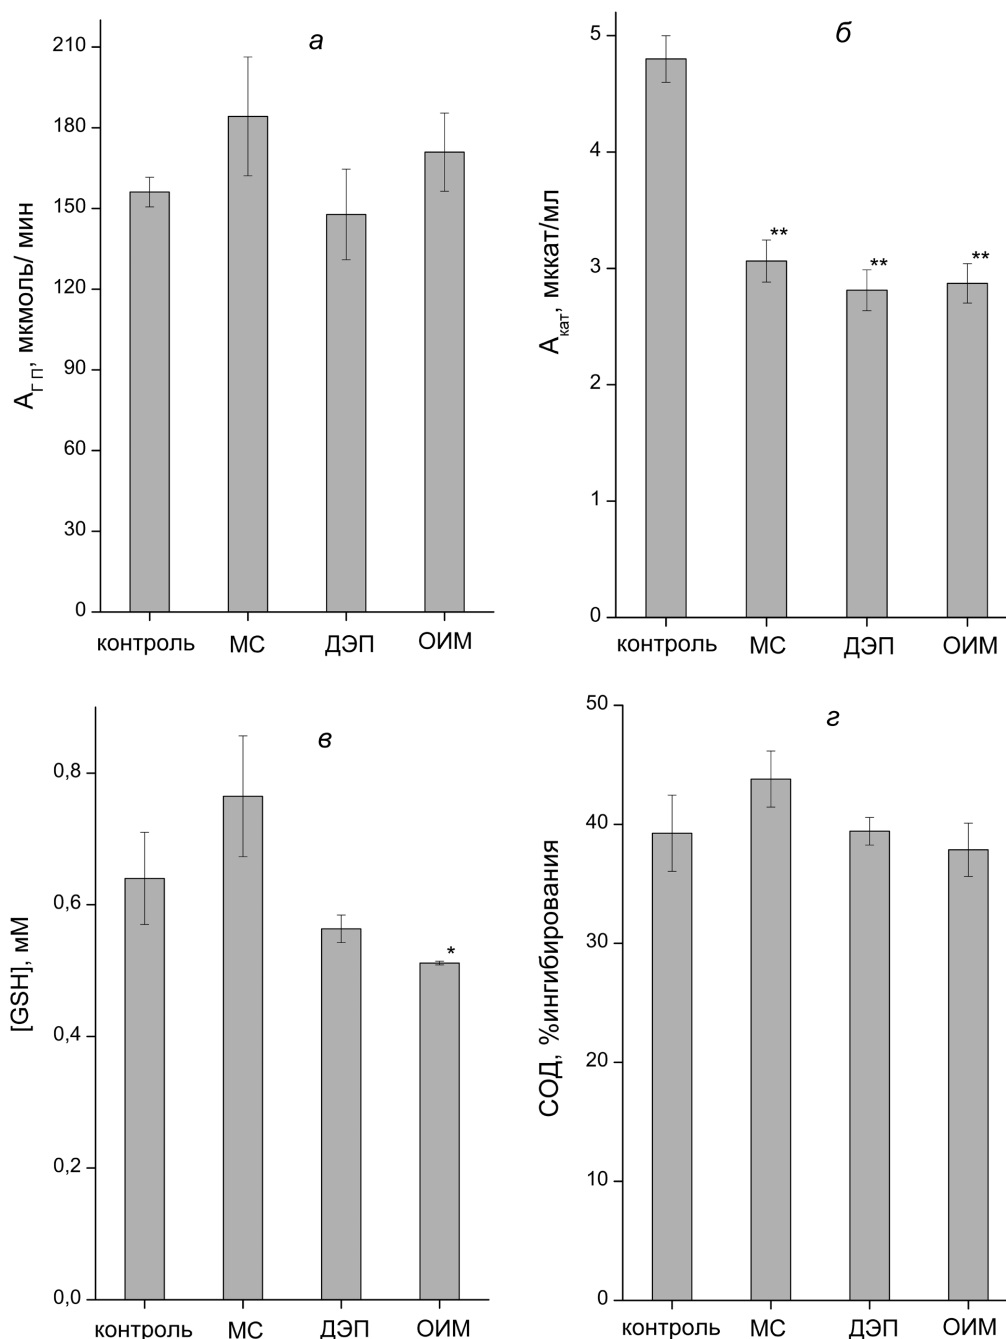 а
210
180
150
120
90
60
30
0
A_ГП, мкмоль/ мин
контроль МС ДЭП ОИМ
б
5
4
3
2
1
0
A_кат, мккат/мл
** ** **
контроль МС ДЭП ОИМ
в
0,8
0,6
0,4
0,2
0,0
[GSH], мМ
*
контроль МС ДЭП ОИМ
г
50
40
30
20
10
0
СОД, %ингибирования
контроль МС ДЭП ОИМ